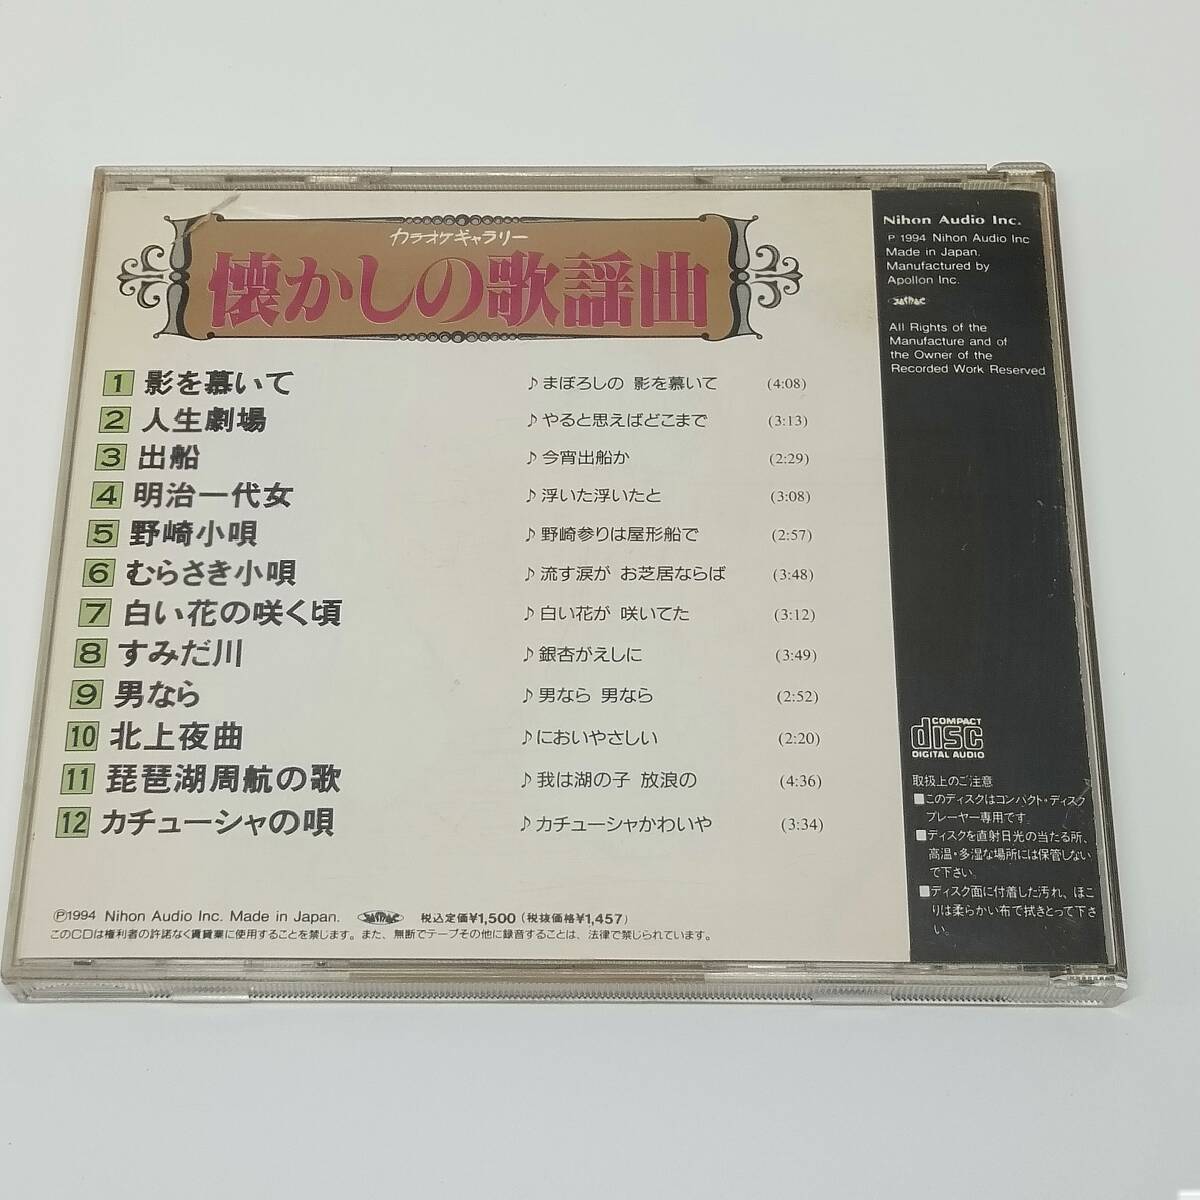 カラオケギャラリー
懐かしの歌謡曲
1 影を慕いて ♪まぼろしの 影を慕いて (4:08)
2 人生劇場 ♪やると思えばどこまで (3:13)
3 出船 ♪今宵出船か (2:29)
4 明治一代女 ♪浮いた浮いたと (3:08)
5 野崎小唄 ♪野崎参りは屋形船で (2:57)
6 むらさき小唄 ♪流す涙が お芝居ならば (3:48)
7 白い花の咲く頃 ♪白い花が 咲いてた (3:12)
8 すみだ川 ♪銀杏がえしに (3:49)
9 男なら ♪男なら 男なら (2:52)
10 北上夜曲 ♪においやさしい (2:20)
11 琵琶湖周航の歌 ♪我は湖の子 放浪の (4:36)
12 カチューシャの唄 ♪カチューシャかわいや (3:34)
Ⓟ1994 Nihon Audio Inc. Made in Japan. 税込定価¥1,500(税抜価格¥1,457)
このCDは権利者の許諾なく賃貸業に使用することを禁じます。また、無断でテープその他に録音することは、法律で禁じられています。
Nihon Audio Inc.
P 1994 Nihon Audio Inc
Made in Japan.
Manufactured by
Apollon Inc.
All Rights of the
Manufacture and of
the Owner of the
Recorded Work Reserved
COMPACT
disc
DIGITAL AUDIO
取扱上のご注意
■このディスクはコンパクト・ディスク
プレーヤー専用です。
■ディスクを直射日光の当たる所、
高温・多湿な場所には保管しない
で下さい。
■ディスク面に付着した汚れ、ほこ
りは柔らかい布で拭きとって下さ
い。